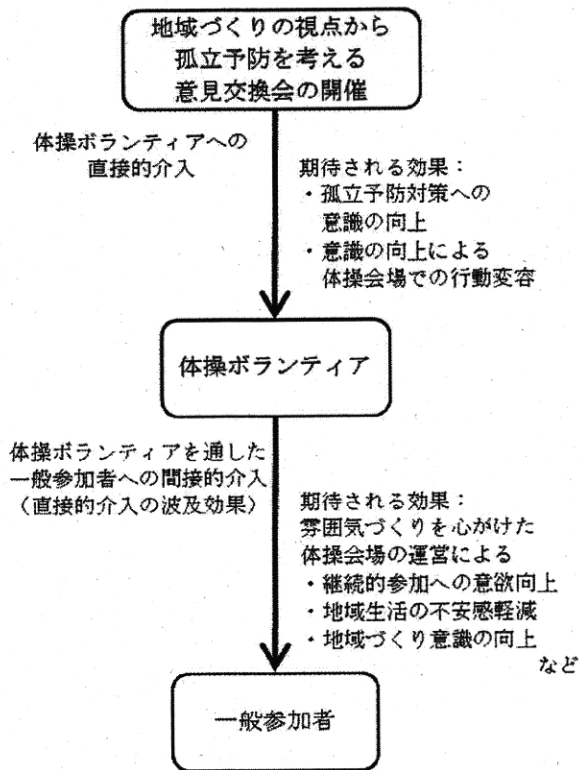 地域づくりの視点から
孤立予防を考える
意見交換会の開催
体操ボランティアへの
直接的介入
期待される効果：
・孤立予防対策への
意識の向上
・意識の向上による
体操会場での行動変容
体操ボランティア
体操ボランティアを通した
一般参加者への間接的介入
（直接的介入の波及効果）
期待される効果：
雰囲気づくりを心がけた
体操会場の運営による
・継続的参加への意欲向上
・地域生活の不安感軽減
・地域づくり意識の向上
など
一般参加者